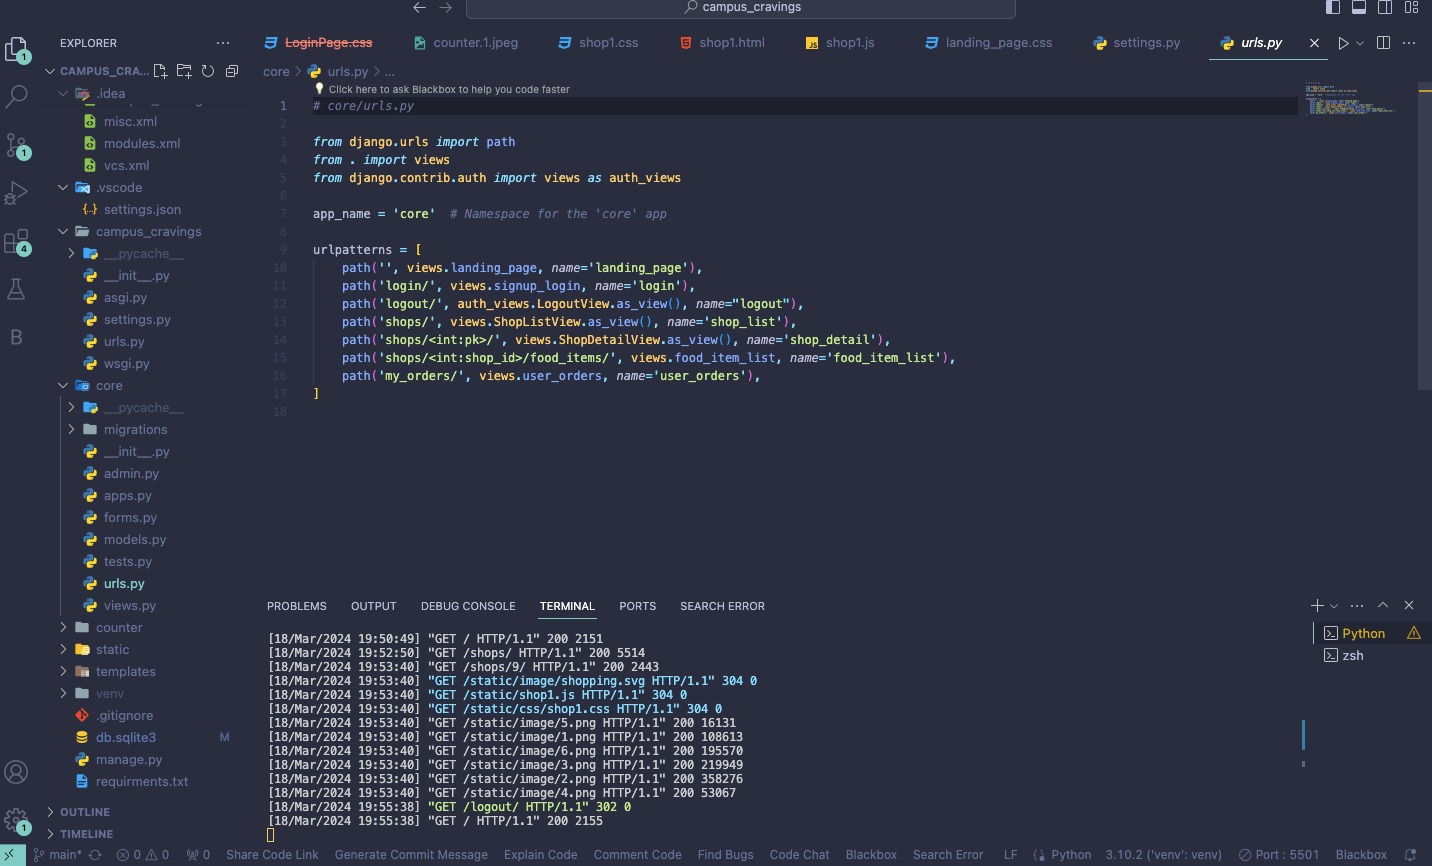 campus_cravings
EXPLORER
LoginPage.css
counter.1.jpeg
shop1.css
shop1.html
shop1.js
landing_page.css
settings.py
urls.py
CAMPUS_CRA...
core > urls.py > ...
.idea
misc.xml
modules.xml
vcs.xml
.vscode
settings.json
campus_cravings
__pycache__
__init__.py
asgi.py
settings.py
urls.py
wsgi.py
core
__pycache__
migrations
__init__.py
admin.py
apps.py
forms.py
models.py
tests.py
urls.py
views.py
counter
static
templates
venv
.gitignore
db.sqlite3 M
manage.py
requirments.txt
OUTLINE
TIMELINE
1
1
4
B
1
Click here to ask Blackbox to help you code faster
1 # core/urls.py
2
3 from django.urls import path
4 from . import views
5 from django.contrib.auth import views as auth_views
6
7 app_name = 'core'  # Namespace for the 'core' app
8
9 urlpatterns = [
10     path('', views.landing_page, name='landing_page'),
11     path('login/', views.signup_login, name='login'),
12     path('logout/', auth_views.LogoutView.as_view(), name="logout"),
13     path('shops/', views.ShopListView.as_view(), name='shop_list'),
14     path('shops/<int:pk>/', views.ShopDetailView.as_view(), name='shop_detail'),
15     path('shops/<int:shop_id>/food_items/', views.food_item_list, name='food_item_list'),
16     path('my_orders/', views.user_orders, name='user_orders'),
17 ]
18
PROBLEMS OUTPUT DEBUG CONSOLE TERMINAL PORTS SEARCH ERROR
[18/Mar/2024 19:50:49] "GET / HTTP/1.1" 200 2151
[18/Mar/2024 19:52:50] "GET /shops/ HTTP/1.1" 200 5514
[18/Mar/2024 19:53:40] "GET /shops/9/ HTTP/1.1" 200 2443
[18/Mar/2024 19:53:40] "GET /static/image/shopping.svg HTTP/1.1" 304 0
[18/Mar/2024 19:53:40] "GET /static/shop1.js HTTP/1.1" 304 0
[18/Mar/2024 19:53:40] "GET /static/css/shop1.css HTTP/1.1" 304 0
[18/Mar/2024 19:53:40] "GET /static/image/5.png HTTP/1.1" 200 16131
[18/Mar/2024 19:53:40] "GET /static/image/1.png HTTP/1.1" 200 108613
[18/Mar/2024 19:53:40] "GET /static/image/6.png HTTP/1.1" 200 195570
[18/Mar/2024 19:53:40] "GET /static/image/3.png HTTP/1.1" 200 219949
[18/Mar/2024 19:53:40] "GET /static/image/2.png HTTP/1.1" 200 358276
[18/Mar/2024 19:53:40] "GET /static/image/4.png HTTP/1.1" 200 53067
[18/Mar/2024 19:55:38] "GET /logout/ HTTP/1.1" 302 0
[18/Mar/2024 19:55:38] "GET / HTTP/1.1" 200 2155
Python
zsh
main* 0 0 0 Share Code Link Generate Commit Message Explain Code Comment Code Find Bugs Code Chat Blackbox Search Error LF Python 3.10.2 ('venv': venv) Port : 5501 Blackbox